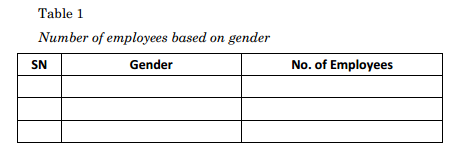 Table 1
Number of employees based on gender
SN Gender No. of Employees